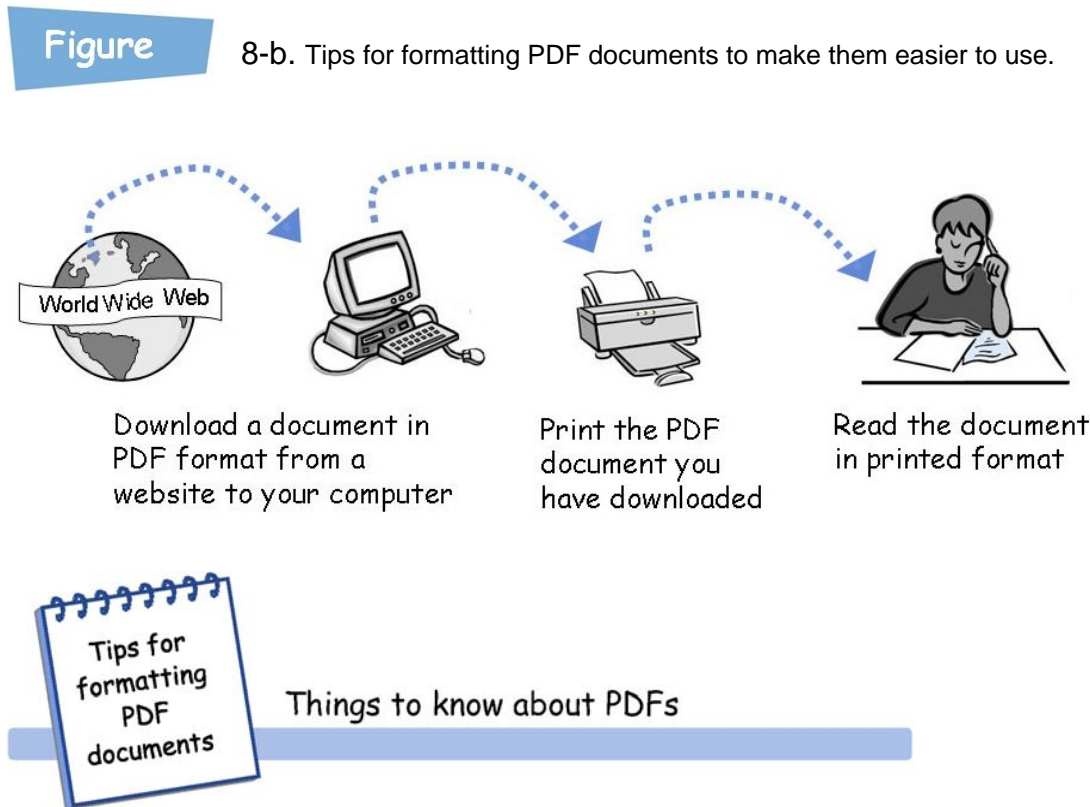 Figure
8-b. Tips for formatting PDF documents to make them easier to use.
World Wide Web
Download a document in
PDF format from a
website to your computer
Print the PDF
document you
have downloaded
Read the document
in printed format
Tips for
formatting
PDF
documents
Things to know about PDFs